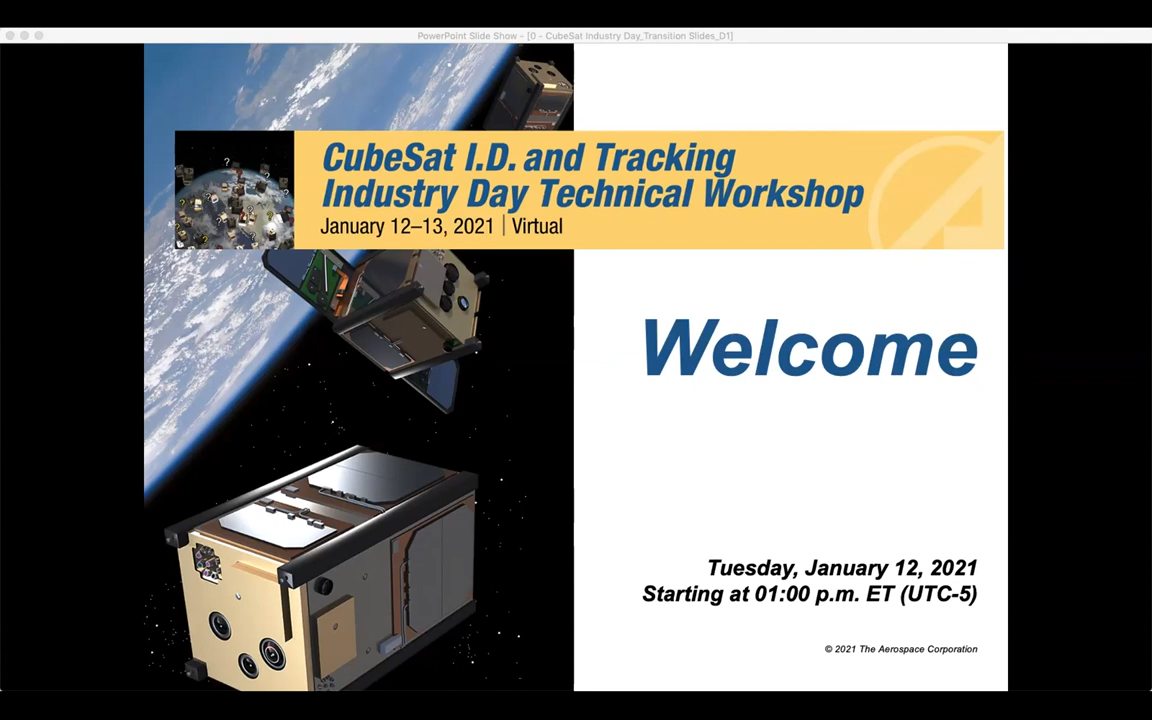 PowerPoint Slide Show - [0 - CubeSat Industry Day_Transition Slides_D1]
CubeSat I.D. and Tracking
Industry Day Technical Workshop
January 12–13, 2021 | Virtual
Welcome
Tuesday, January 12, 2021
Starting at 01:00 p.m. ET (UTC-5)
© 2021 The Aerospace Corporation